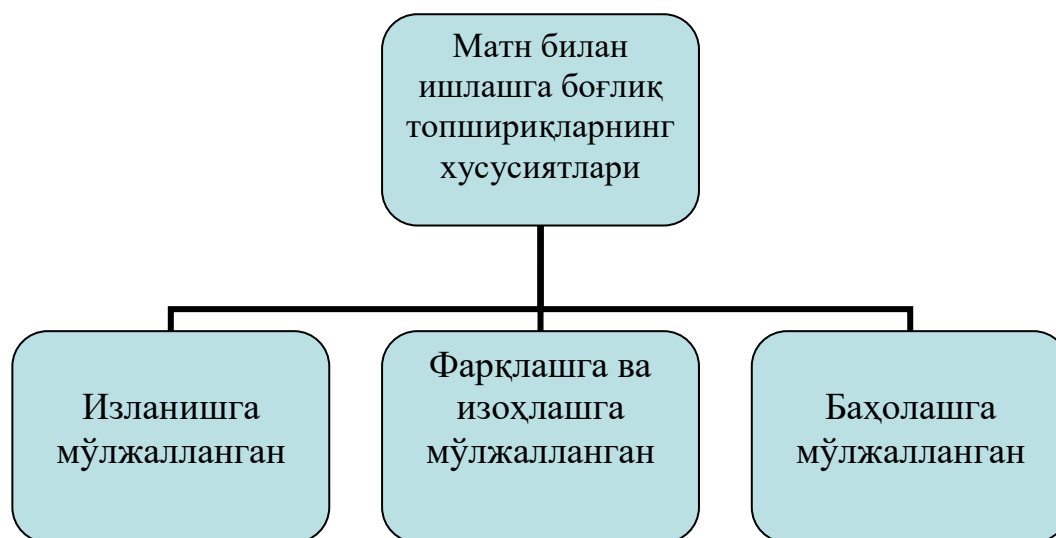 Матн билан
ишлашга боғлиқ
топшириқларнинг
хусусиятлари
Изланишга
мўлжалланган
Фарқлашга ва
изоҳлашга
мўлжалланган
Баҳолашга
мўлжалланган